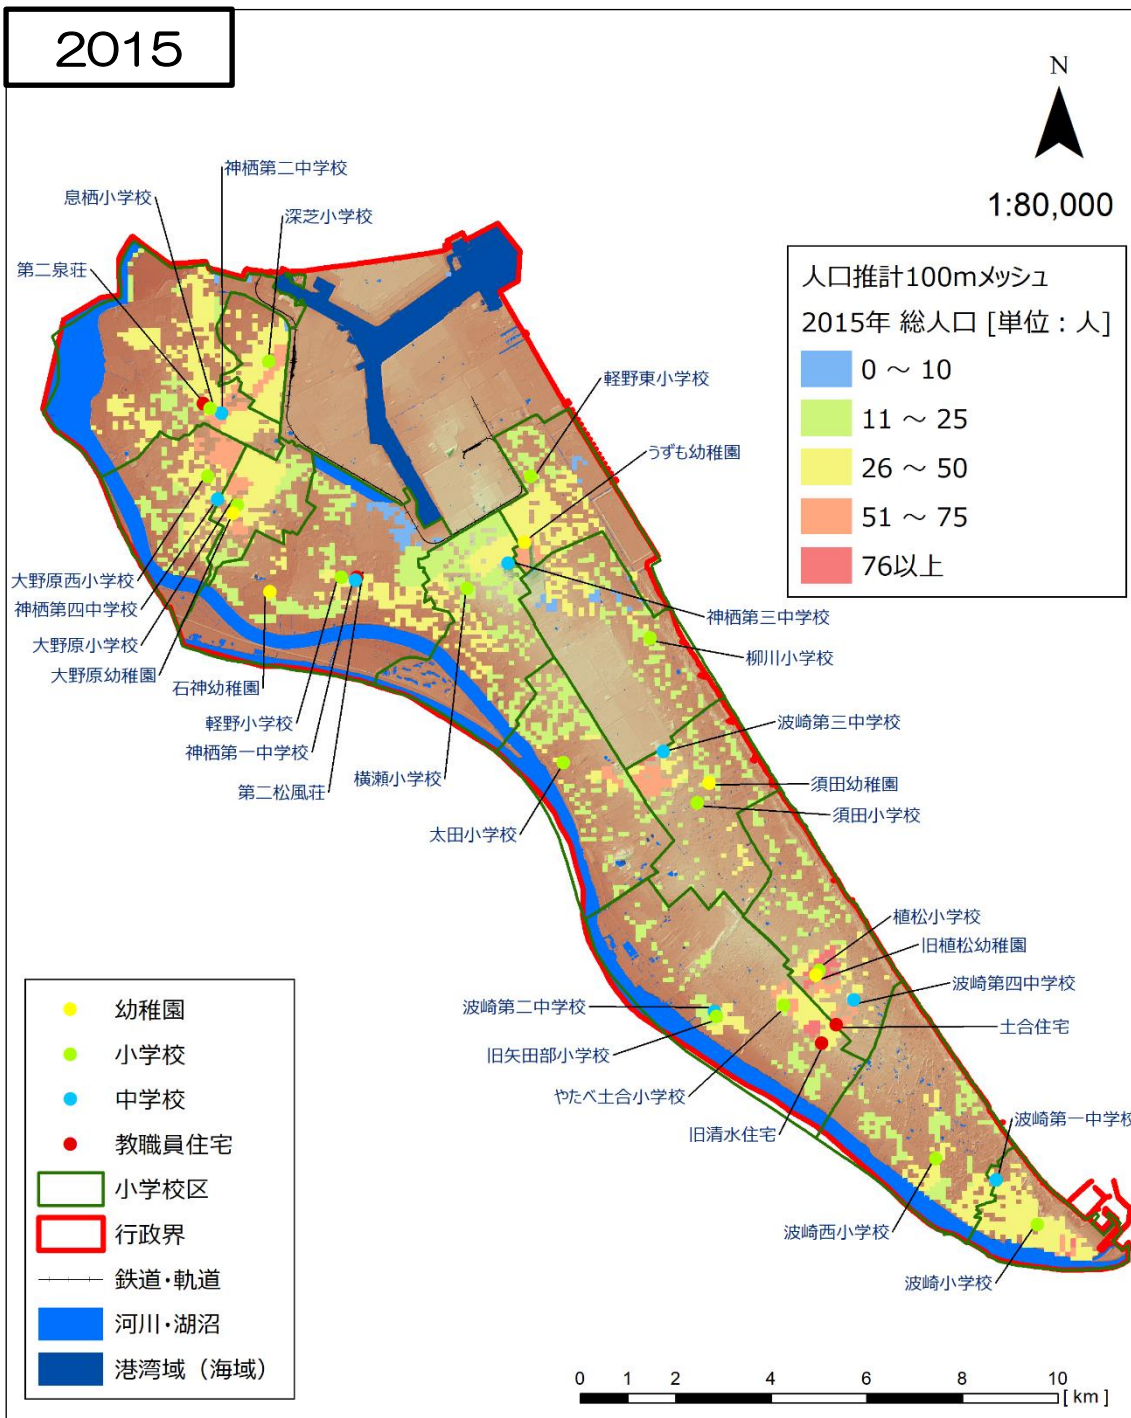 2015
N
1:80,000
人口推計100mメッシュ
2015年 総人口 [単位：人]
0 ～ 10
11 ～ 25
26 ～ 50
51 ～ 75
76以上
神栖第二中学校
息栖小学校
深芝小学校
第二泉荘
軽野東小学校
うずも幼稚園
大野原西小学校
神栖第四中学校
大野原小学校
大野原幼稚園
石神幼稚園
軽野小学校
神栖第一中学校
第二松風荘
横瀬小学校
太田小学校
神栖第三中学校
柳川小学校
波崎第三中学校
須田幼稚園
須田小学校
植松小学校
旧植松幼稚園
波崎第四中学校
土合住宅
波崎第二中学校
旧矢田部小学校
やたべ土合小学校
旧清水住宅
波崎第一中学校
波崎西小学校
波崎小学校
幼稚園
小学校
中学校
教職員住宅
小学校区
行政界
鉄道・軌道
河川・湖沼
港湾域（海域）
0 1 2 4 6 8 10
[ km ]